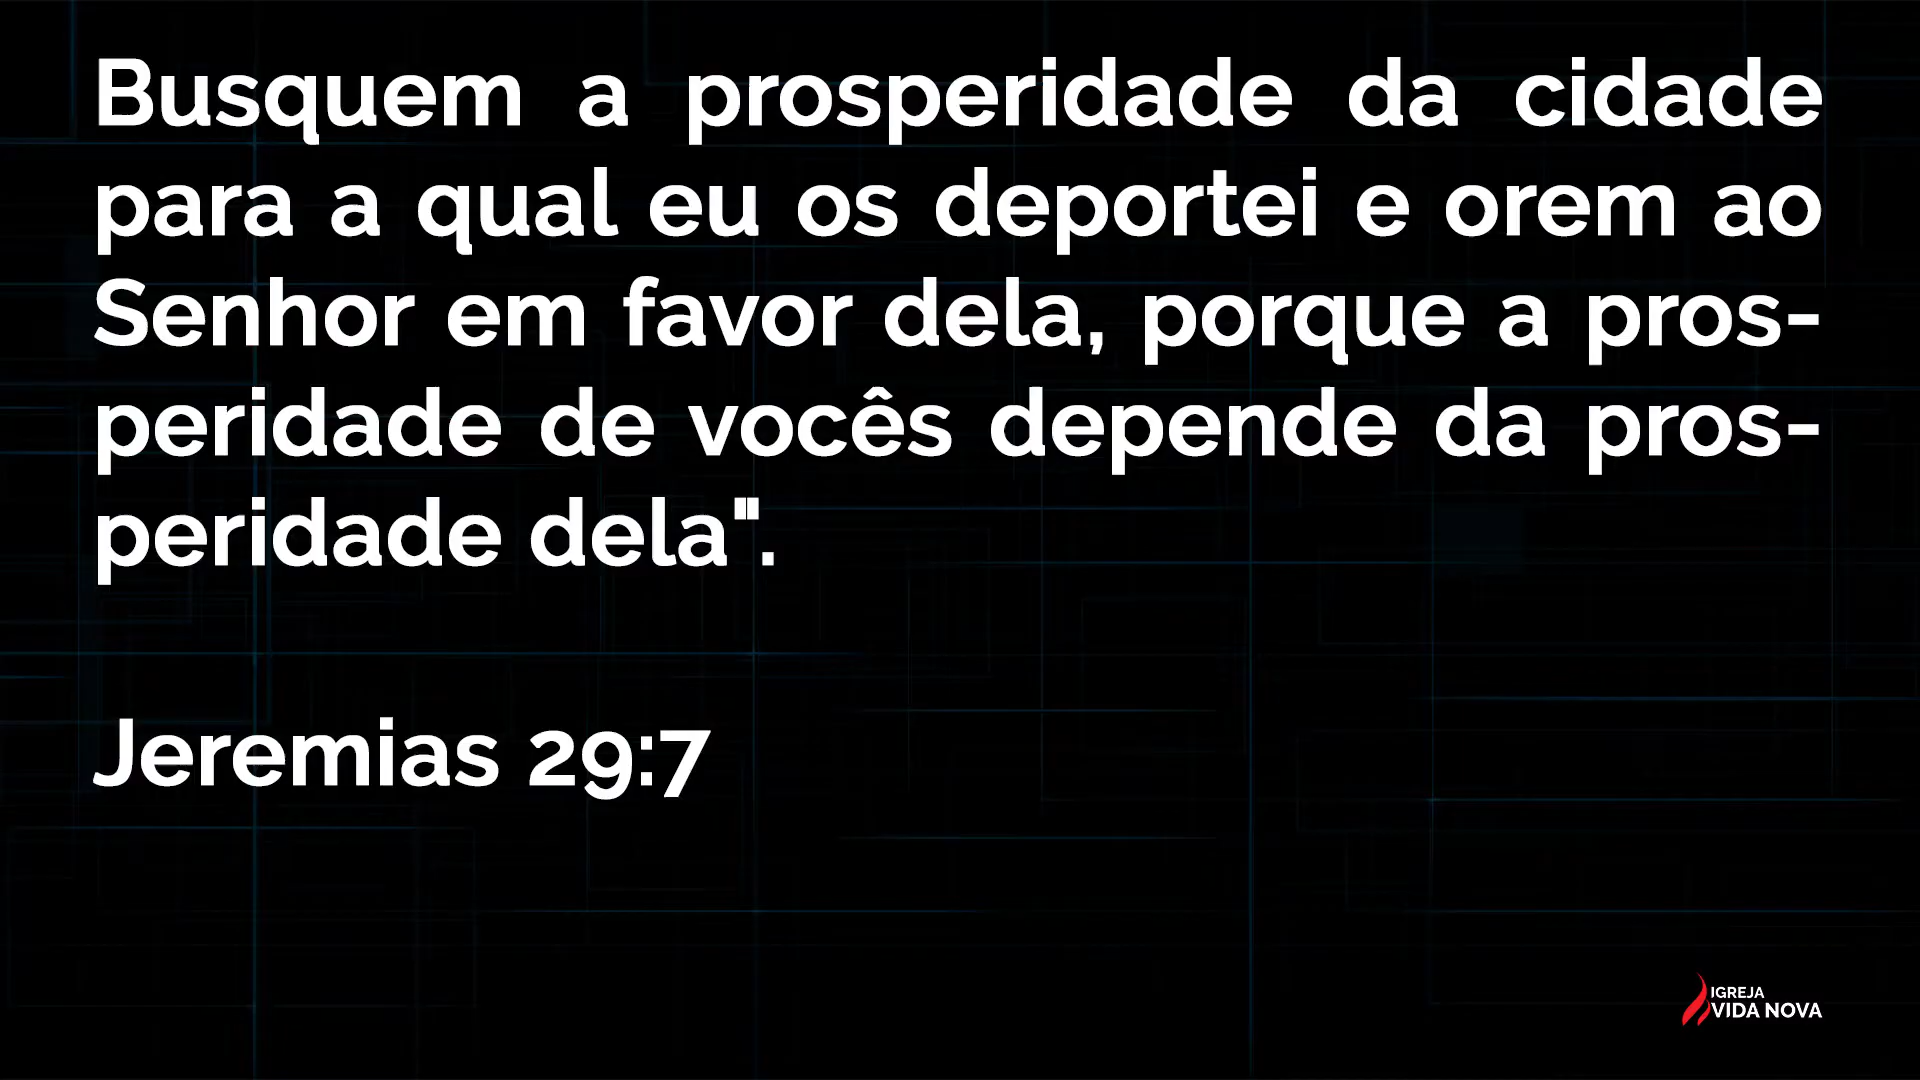 Busquem a prosperidade da cidade
para a qual eu os deportei e orem ao
Senhor em favor dela, porque a pros-
peridade de vocês depende da pros-
peridade dela".
Jeremias 29:7
IGREJA
VIDA NOVA